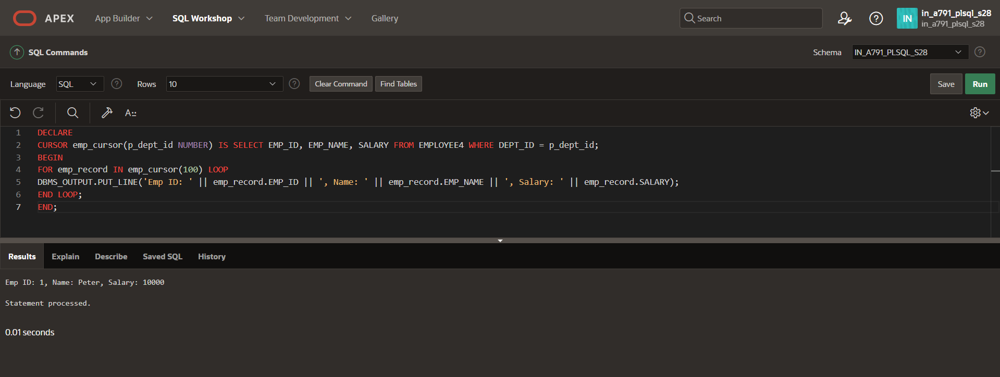 APEX App Builder SQL Workshop Team Development Gallery Search ? IN in_a791_plsql_s28
in_a791_plsql_s28
SQL Commands Schema IN_A791_PLSQL_S28 ?
Language SQL ? Rows 10 ? Clear Command Find Tables Save Run
A::
1 DECLARE
2 CURSOR emp_cursor(p_dept_id NUMBER) IS SELECT EMP_ID, EMP_NAME, SALARY FROM EMPLOYEE4 WHERE DEPT_ID = p_dept_id;
3 BEGIN
4 FOR emp_record IN emp_cursor(100) LOOP
5 DBMS_OUTPUT.PUT_LINE('Emp ID: ' || emp_record.EMP_ID || ', Name: ' || emp_record.EMP_NAME || ', Salary: ' || emp_record.SALARY);
6 END LOOP;
7 END;
Results Explain Describe Saved SQL History
Emp ID: 1, Name: Peter, Salary: 10000
Statement processed.
0.01 seconds